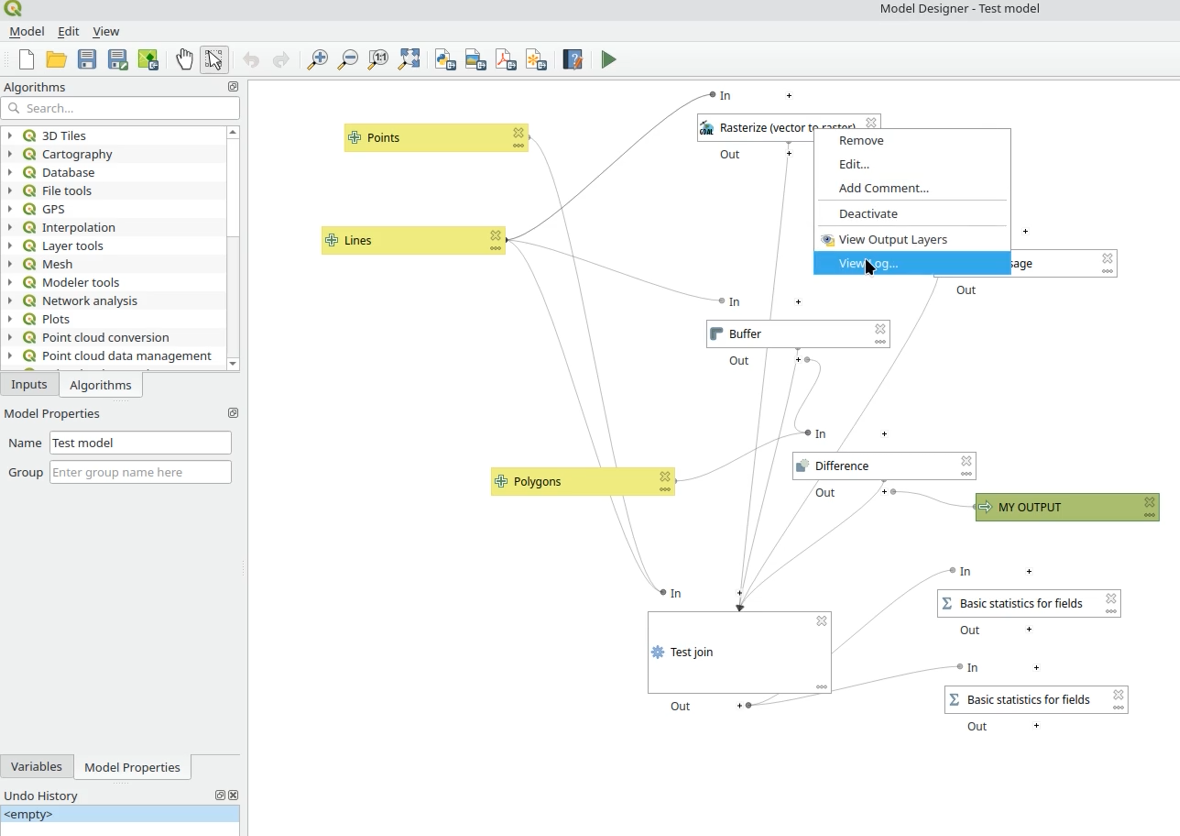 Model Designer - Test model
Model Edit View
1:1
Algorithms
Search...
3D Tiles
Cartography
Database
File tools
GPS
Interpolation
Layer tools
Mesh
Modeler tools
Network analysis
Plots
Point cloud conversion
Point cloud data management
Inputs Algorithms
Model Properties
Name Test model
Group Enter group name here
Variables Model Properties
Undo History
<empty>
In +
Points
Rasterize (vector to raster)
Out +
Remove
Edit...
Add Comment...
Deactivate
View Output Layers
View Log...
Lines
+
sage
Out
In +
Buffer
Out +
In +
Difference
Out +
Polygons
MY OUTPUT
In +
Test join
Out +
In +
Basic statistics for fields
Out +
In +
Basic statistics for fields
Out +